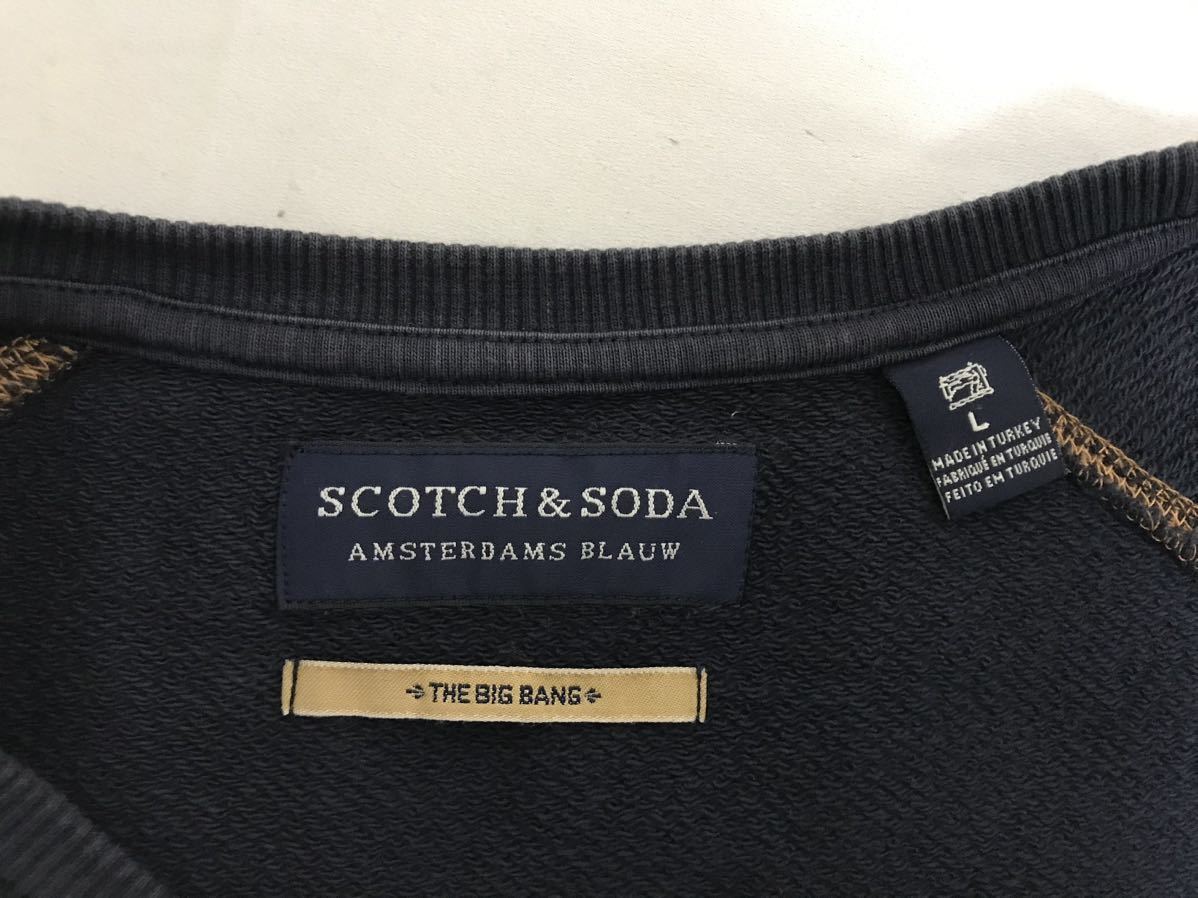 SCOTCH & SODA
AMSTERDAMS BLAUW
THE BIG BANG
L
MADE IN TURKEY
FABRIQUÉ EN TURQUIE
FEITO EM TURQUIE